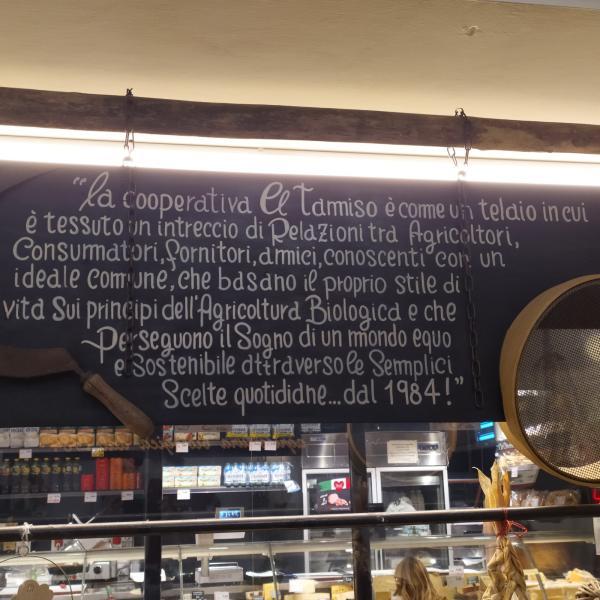 "la cooperativa El Tamiso è come un telaio in cui
è tessuto un intreccio di Relazioni tra Agricoltori,
Consumatori, fornitori, amici, conoscenti con un
ideale comune, che basano il proprio stile di
vita Sui principi dell'Agricoltura Biologica e che
Perseguono il Sogno di un mondo equo
e Sostenibile attraverso le Semplici
Scelte quotidiane...dal 1984!"